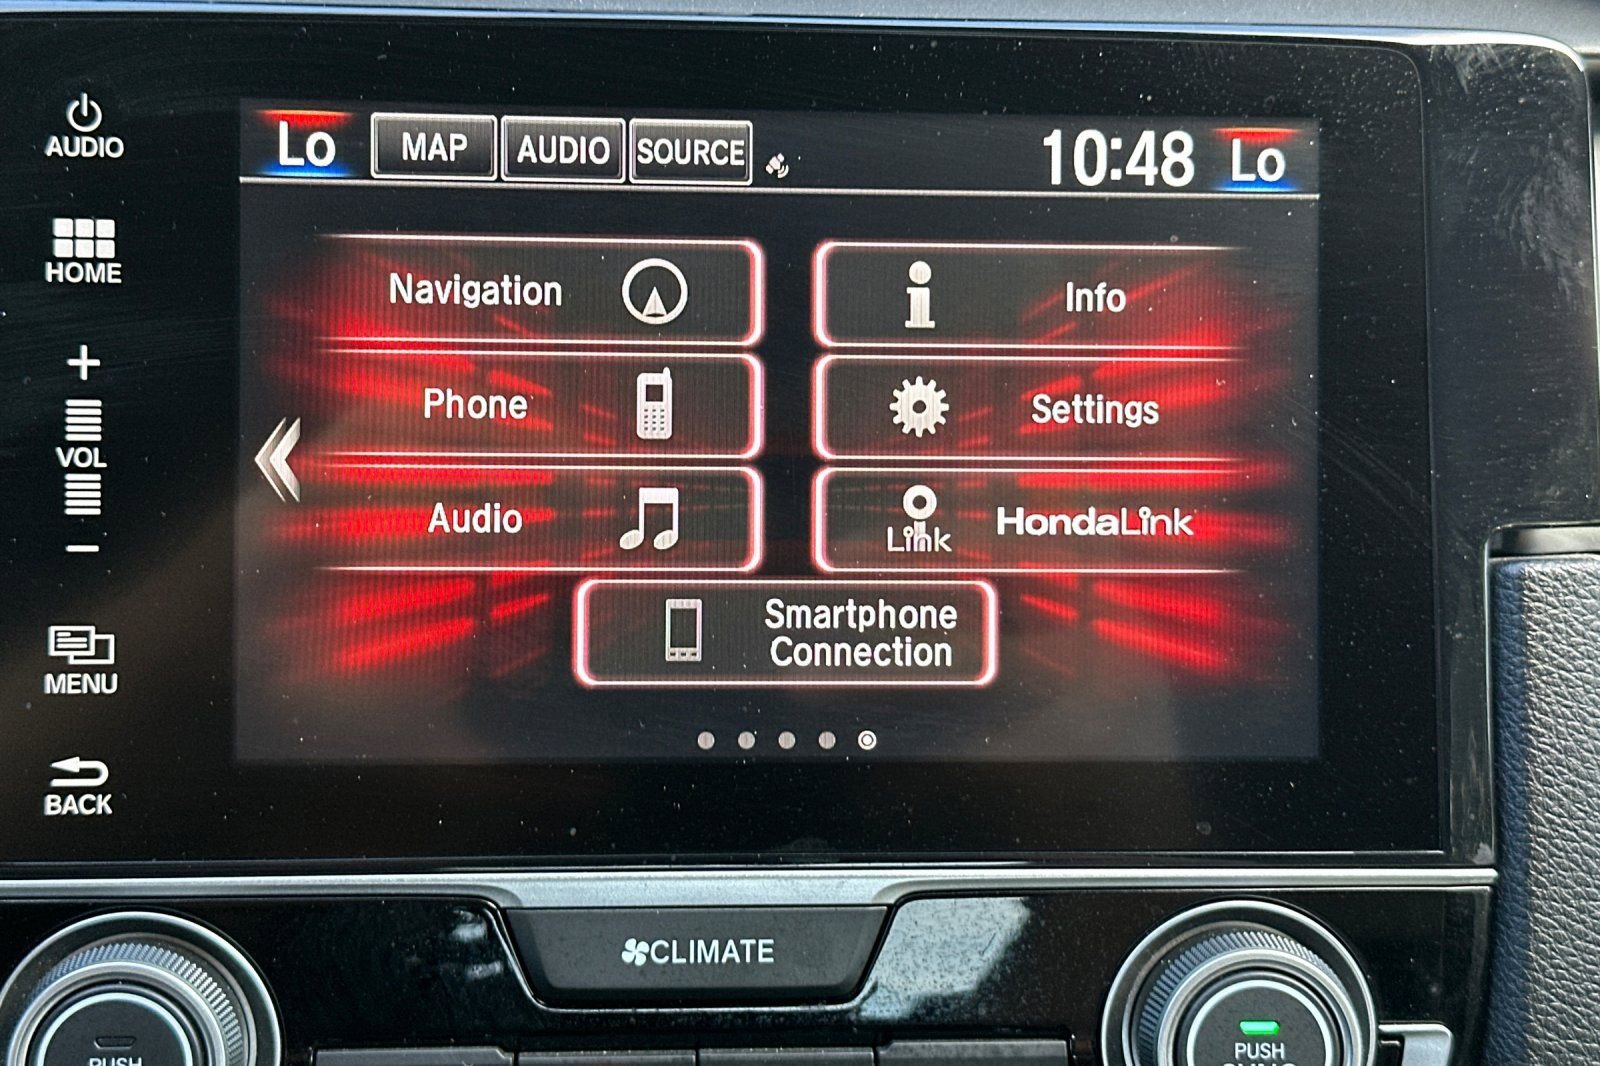 AUDIO
HOME
+
VOL
-
MENU
BACK
Lo MAP AUDIO SOURCE 10:48 Lo
Navigation
Info
Phone
Settings
Audio
Link HondaLink
Smartphone
Connection
CLIMATE
PUSH
PUSH
SYNC